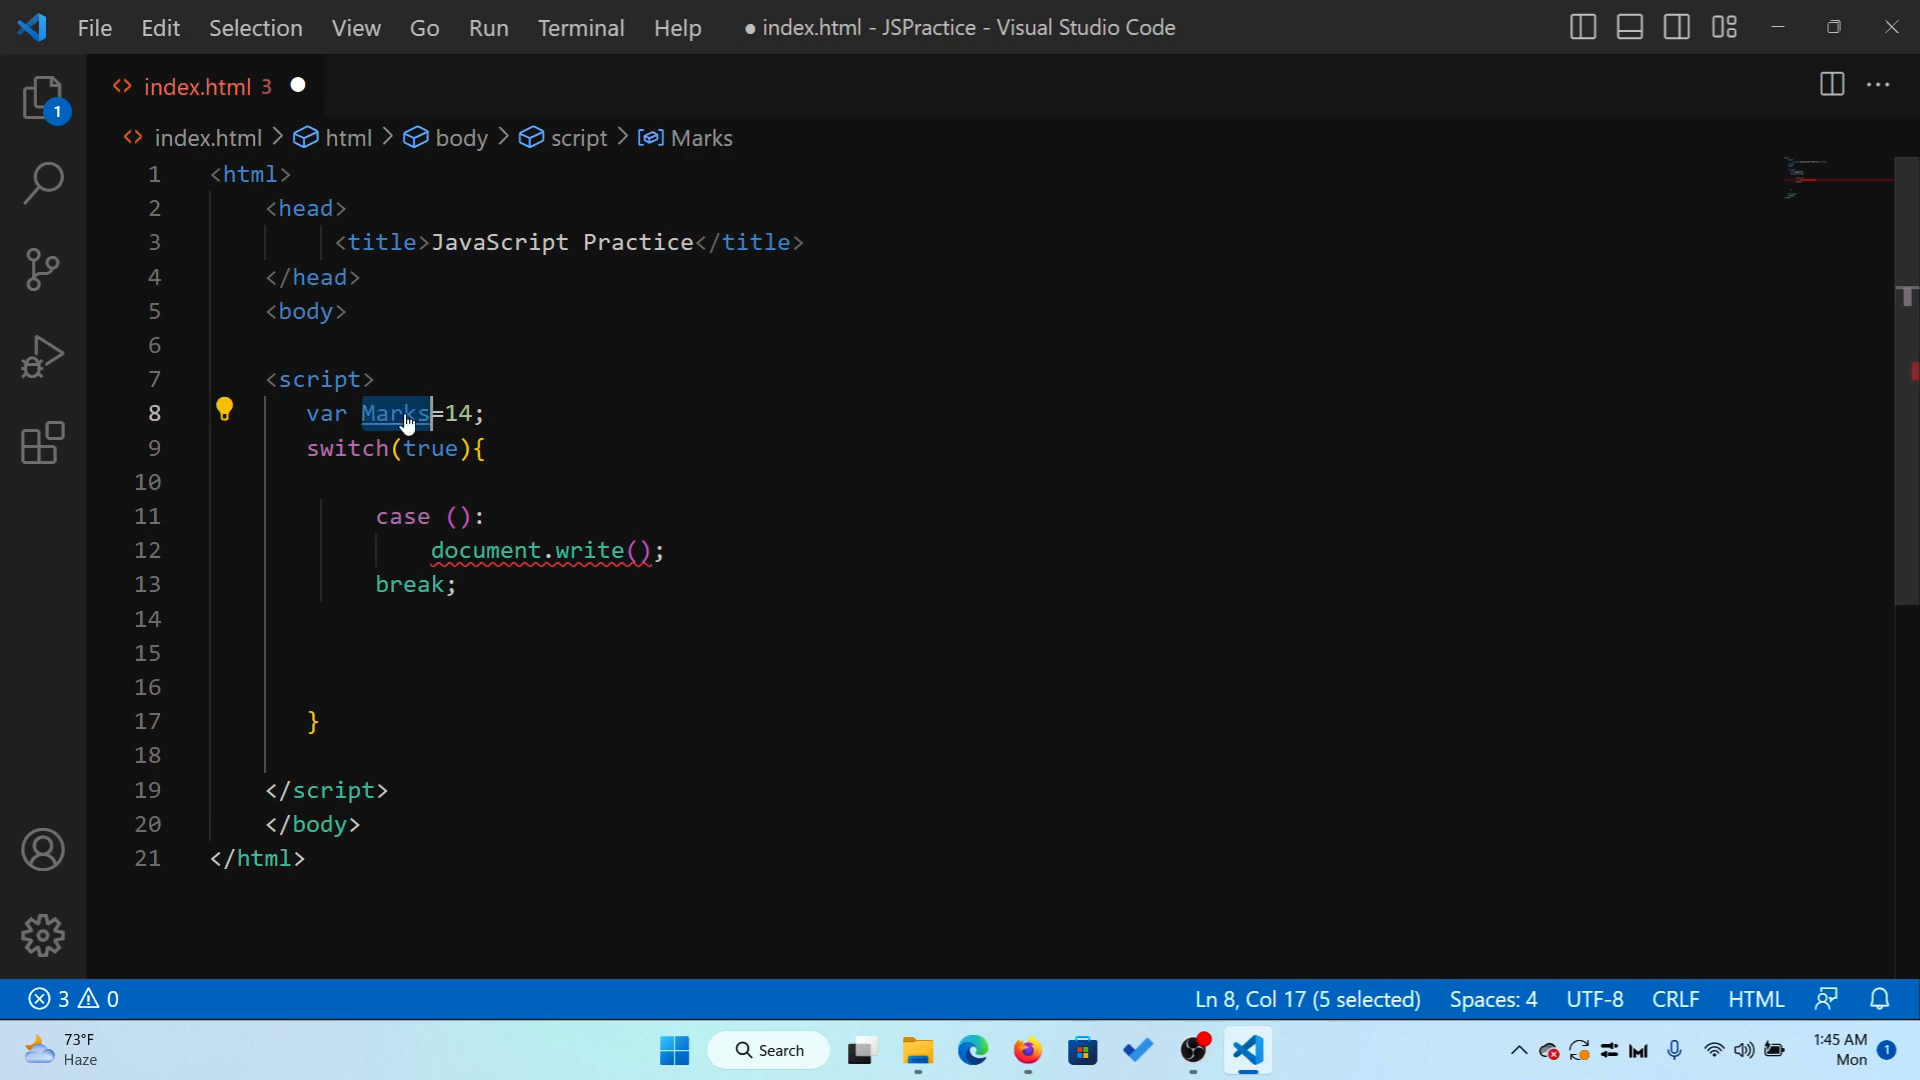 File Edit Selection View Go Run Terminal Help ● index.html - JSPractice - Visual Studio Code
index.html 3
1
index.html > html > body > script > Marks
1 <html>
2 <head>
3 <title>JavaScript Practice</title>
4 </head>
5 <body>
6
7 <script>
8 var Marks=14;
9 switch(true){
10
11 case ():
12 document.write();
13 break;
14
15
16
17 }
18
19 </script>
20 </body>
21 </html>
3 0 Ln 8, Col 17 (5 selected) Spaces: 4 UTF-8 CRLF HTML
73°F
Haze
Search
1:45 AM
Mon
1